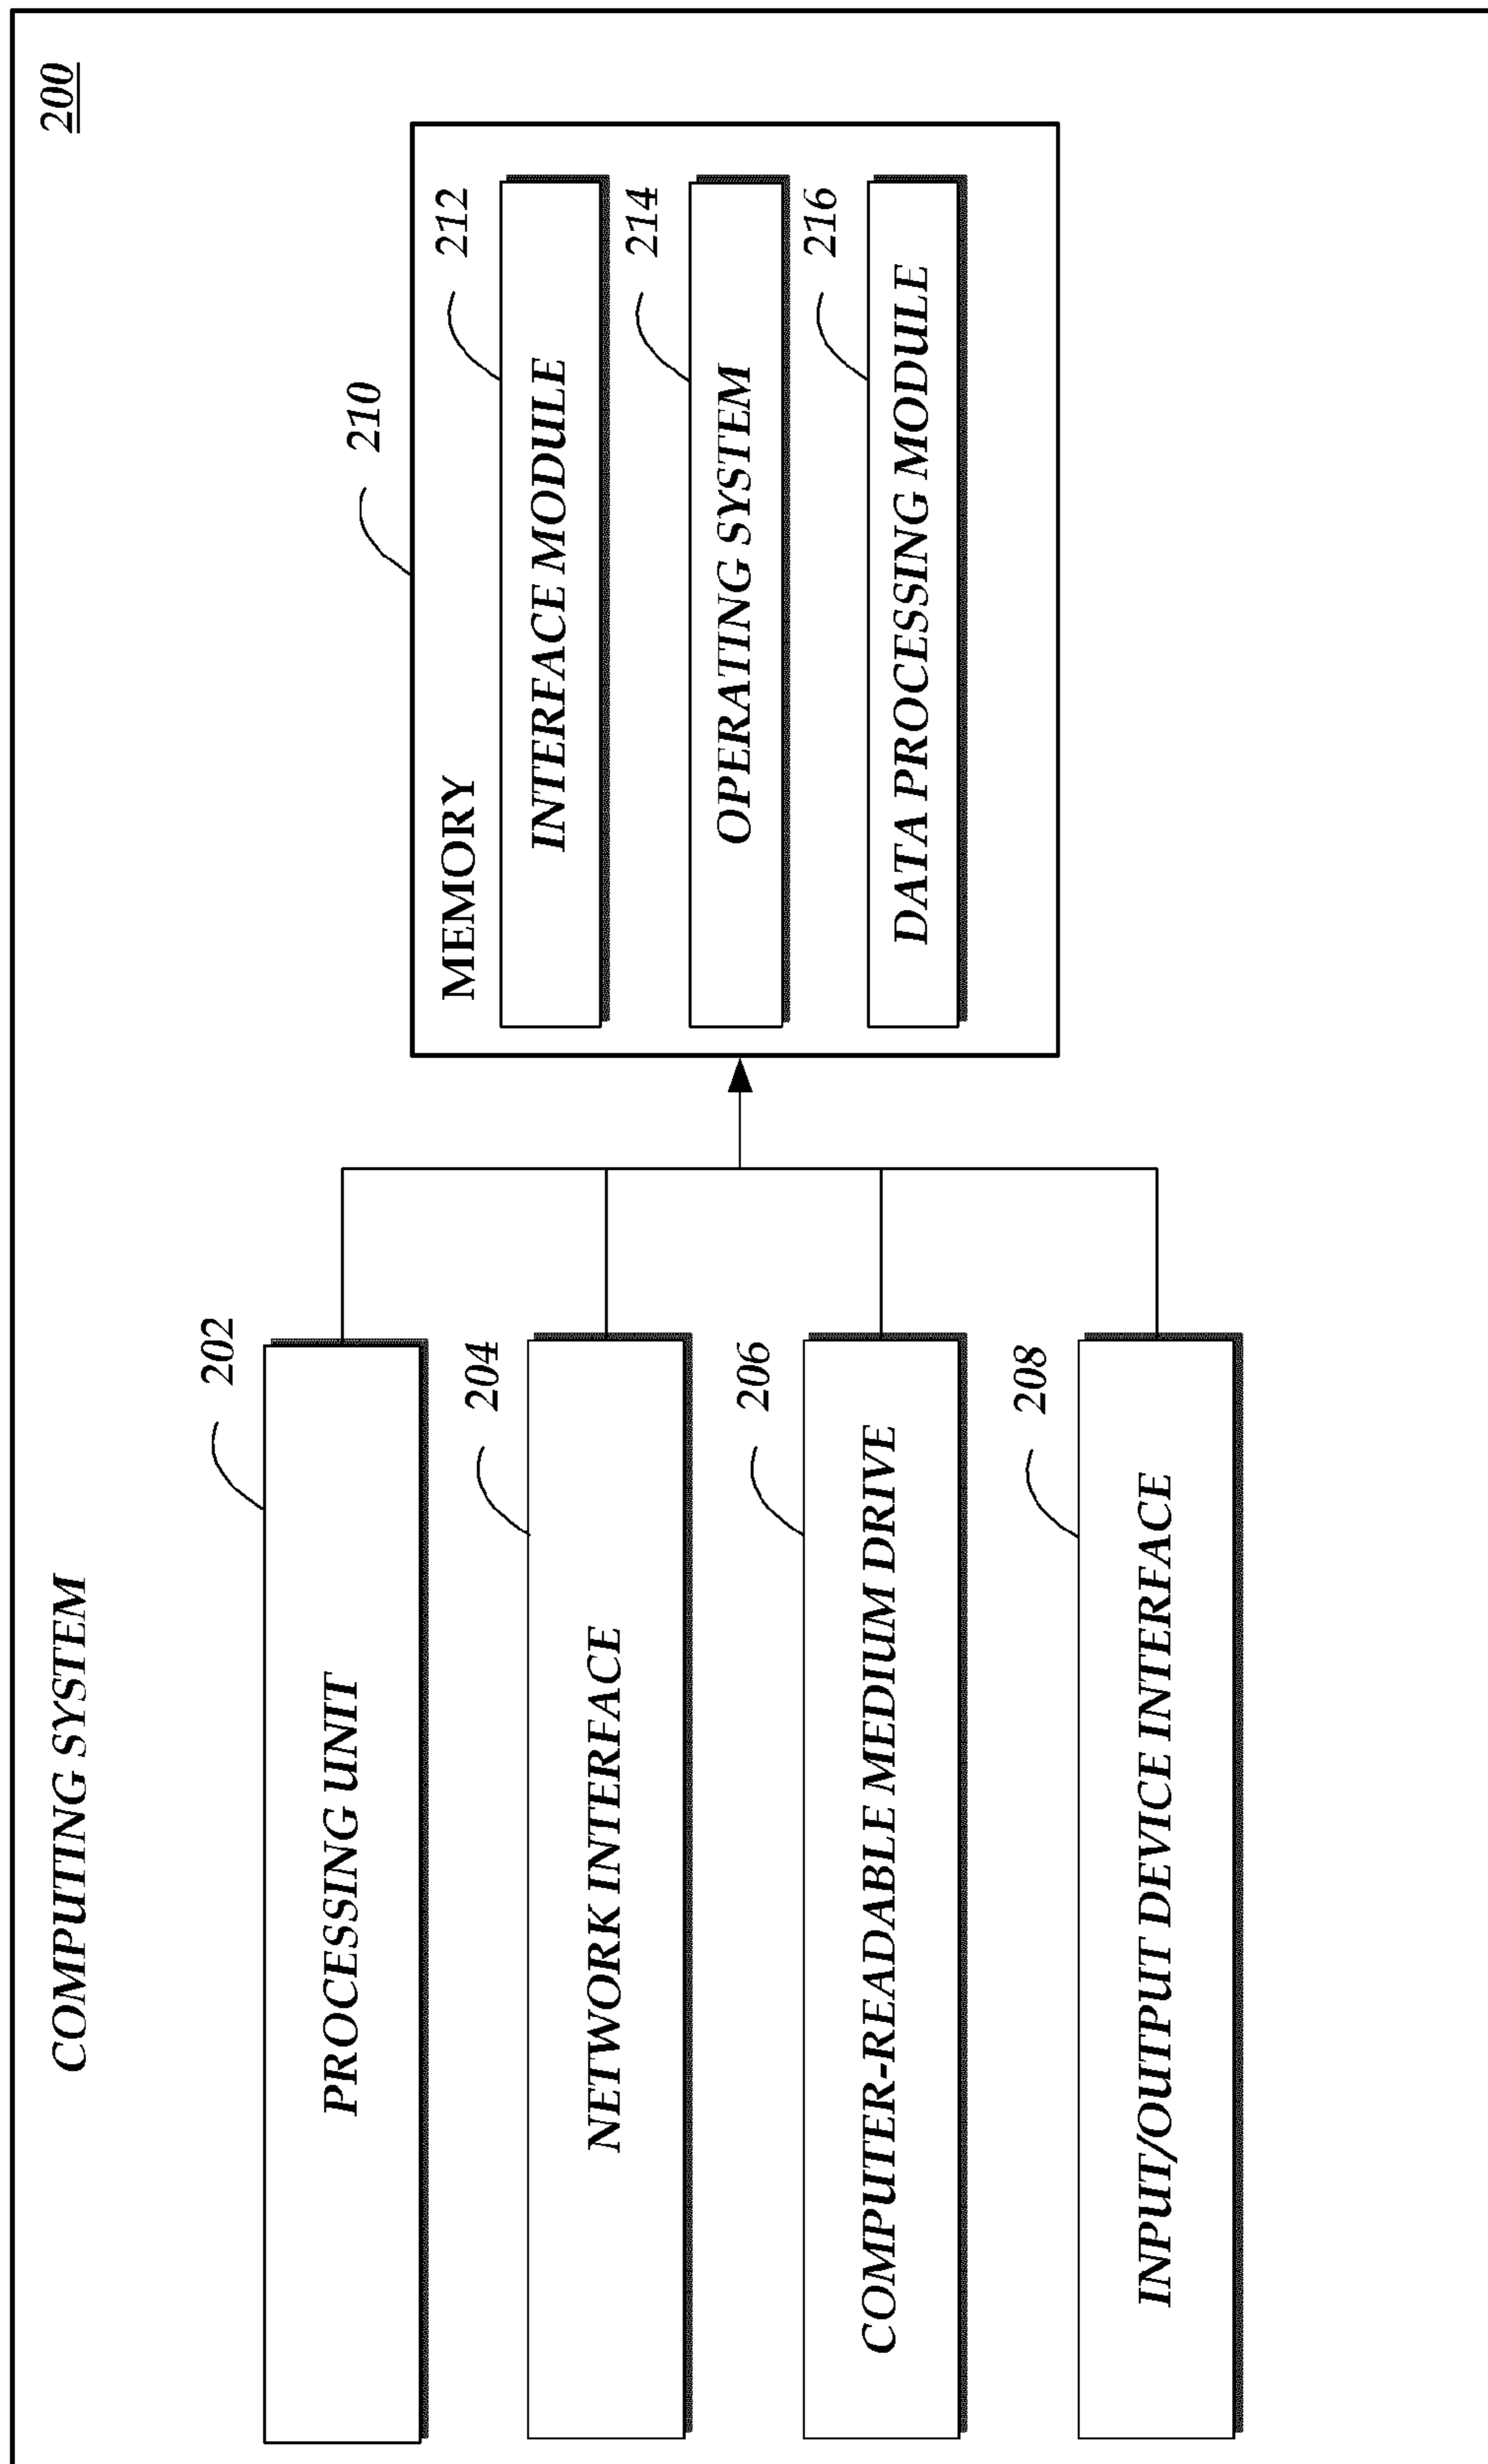 COMPUTING SYSTEM
200
202
PROCESSING UNIT
204
NETWORK INTERFACE
206
COMPUTER-READABLE MEDIUM DRIVE
208
INPUT/OUTPUT DEVICE INTERFACE
210
MEMORY
212
INTERFACE MODULE
214
OPERATING SYSTEM
216
DATA PROCESSING MODULE